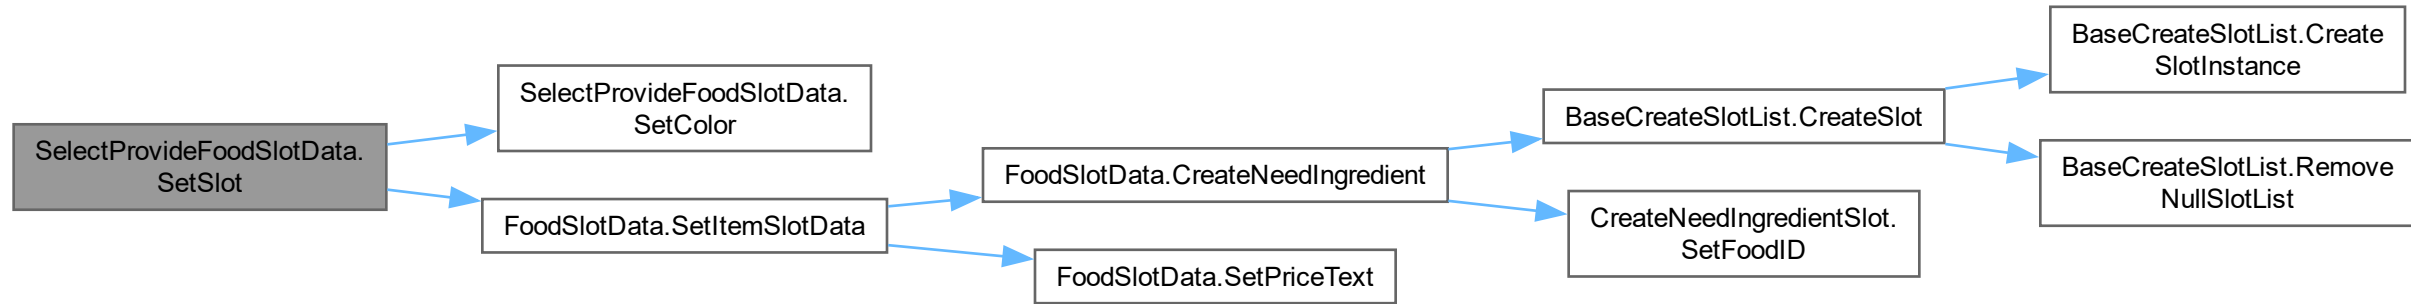 SelectProvideFoodSlotData.
SetSlot
SelectProvideFoodSlotData.
SetColor
FoodSlotData.SetItemSlotData
FoodSlotData.CreateNeedIngredient
FoodSlotData.SetPriceText
BaseCreateSlotList.CreateSlot
CreateNeedIngredientSlot.
SetFoodID
BaseCreateSlotList.Create
SlotInstance
BaseCreateSlotList.Remove
NullSlotList